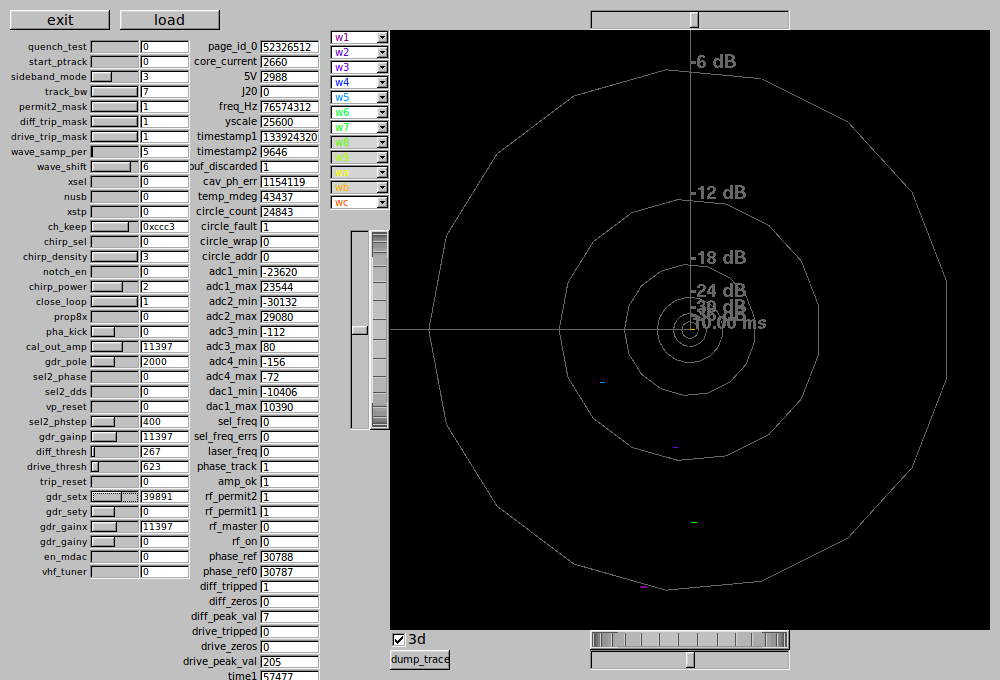 exit load
quench_test 0
start_ptrack 0
sideband_mode 3
track_bw 7
permit2_mask 1
diff_trip_mask 1
drive_trip_mask 1
wave_samp_per 5
wave_shift 6
xsel 0
nusb 0
xstp 0
ch_keep 0xccc3
chirp_sel 0
chirp_density 3
notch_en 0
chirp_power 2
close_loop 1
prop8x 0
pha_kick 0
cal_out_amp 11397
gdr_pole 2000
sel2_phase 0
sel2_dds 0
vp_reset 0
sel2_phstep 400
gdr_gainp 11397
diff_thresh 267
drive_thresh 623
trip_reset 0
gdr_setx 39891
gdr_sety 0
gdr_gainx 11397
gdr_gainy 0
en_mdac 0
vhf_tuner 0
page_id_0 52326512
core_current 2660
5V 2988
J20 0
freq_Hz 76574312
yscale 25600
timestamp1 133924320
timestamp2 9646
ouf_discarded 1
cav_ph_err 1154119
temp_mdeg 43437
circle_count 24843
circle_fault 1
circle_wrap 0
circle_addr 0
adc1_min -23620
adc1_max 23544
adc2_min -30132
adc2_max 29080
adc3_min -112
adc3_max 80
adc4_min -156
adc4_max -72
dac1_min -10406
dac1_max 10390
sel_freq 0
sel_freq_errs 0
laser_freq 0
phase_track 1
amp_ok 1
rf_permit2 1
rf_permit1 1
rf_master 0
rf_on 0
phase_ref 30788
phase_ref0 30787
diff_tripped 1
diff_zeros 0
diff_peak_val 7
drive_tripped 0
drive_zeros 0
drive_peak_val 205
time1 57477
w1
w2
w3
w4
w5
w6
w7
w8
w9
wa
wb
wc
-6 dB
-12 dB
-18 dB
-24 dB
-30 dB
10.00 ms
3d
dump_trace